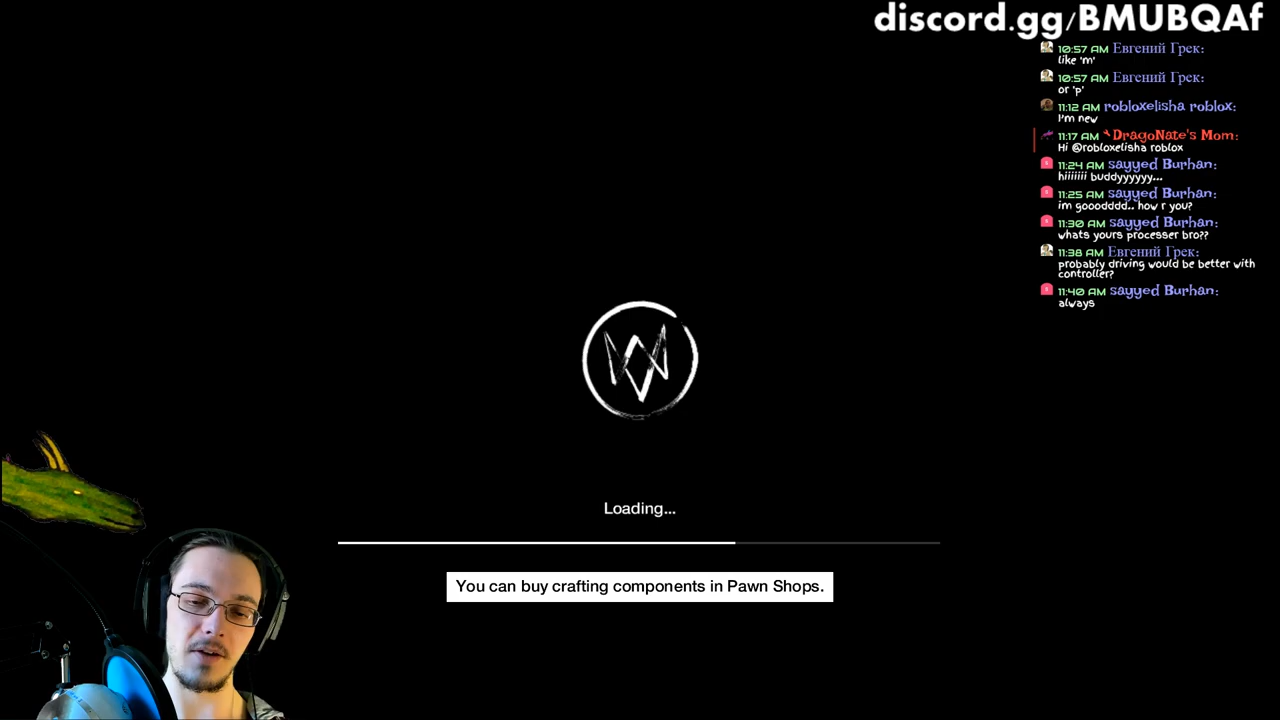 discord.gg/BMUBQAf
10:57 AM Евгений Грек:
like 'm'
10:57 AM Евгений Грек:
or 'p'
11:12 AM robloxelisha roblox:
I'm new
11:17 AM DragoNate's Mom:
Hi @robloxelisha roblox
11:24 AM sayyed Burhan:
hiiiiiii buddyyyyyy...
11:25 AM sayyed Burhan:
im gooodddd.. how r you?
11:30 AM sayyed Burhan:
whats yours processer bro??
11:38 AM Евгений Грек:
probably driving would be better with
controller?
11:40 AM sayyed Burhan:
always
Loading...
You can buy crafting components in Pawn Shops.